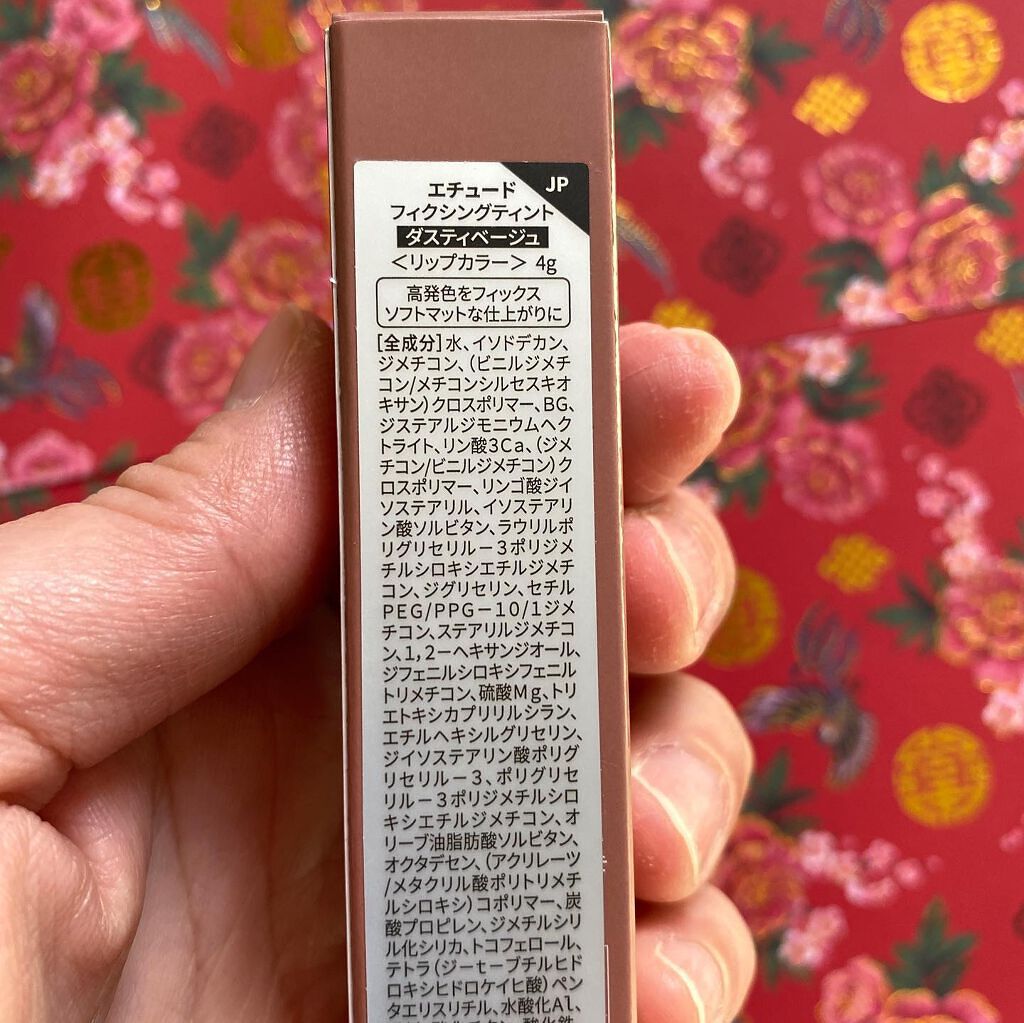 JP
エチュード
フィクシングティント
ダスティベージュ
＜リップカラー＞ 4g
高発色をフィックス
ソフトマットな仕上がりに
[全成分]水、イソドデカン、
ジメチコン、(ビニルジメチ
コン/メチコンシルセスキオ
キサン)クロスポリマー、BG、
ジステアルジモニウムヘクト
ライト、リン酸3Ca、(ジメ
チコン/ビニルジメチコン)ク
ロスポリマー、リンゴ酸ジイ
ソステアリル、イソステアリ
ン酸ソルビタン、ラウリルポ
リグリセリル－3ポリジメ
チルシロキシエチルジメチ
コン、ジグリセリン、セチル
PEG/PPG－10/1ジメ
チコン、ステアリルジメチコ
ン、1,2－ヘキサンジオール、
ジフェニルシロキシフェニル
トリメチコン、硫酸Mg、トリ
エトキシカプリリルシラン、
エチルヘキシルグリセリン、
ジイソステアリン酸ポリグ
リセリル－3、ポリグリセ
リル－3ポリジメチルシロ
キシエチルジメチコン、オ
リーブ油脂肪酸ソルビタン、
オクタデセン、(アクリレーツ
/メタクリル酸ポリトリメチ
ルシロキシ)コポリマー、炭
酸プロピレン、ジメチルシリ
ル化シリカ、トコフェロール、
テトラ(ジーセーブチルヒド
ロキシヒドロケイヒ酸)ペン
タエリスリチル、水酸化Al、